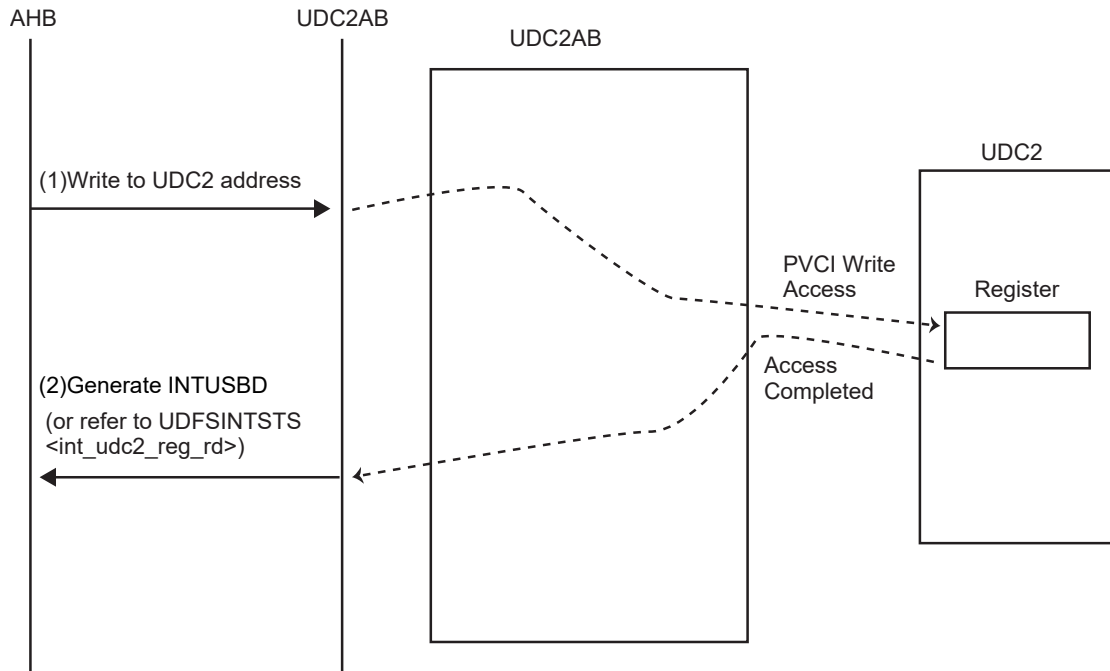 AHB
UDC2AB
UDC2AB
UDC2
(1)Write to UDC2 address
PVCI Write
Access
Register
(2)Generate INTUSBD
(or refer to UDFSINTSTS
<int_udc2_reg_rd>)
Access
Completed